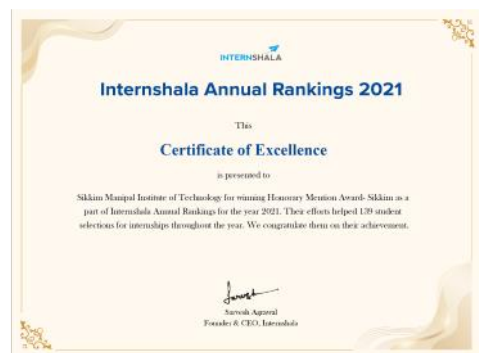 INTERNSHALA
Internshala Annual Rankings 2021
This
Certificate of Excellence
is presented to
Sikkim Manipal Institute of Technology for winning Honourary Mention Award- Sikkim as a
part of Internshala Annual Rankings for the year 2021. Their efforts helped 139 student
selections for internships throughout the year. We congratulate them on their achievement.
Sarvesh Agrawal
Founder & CEO, Internshala